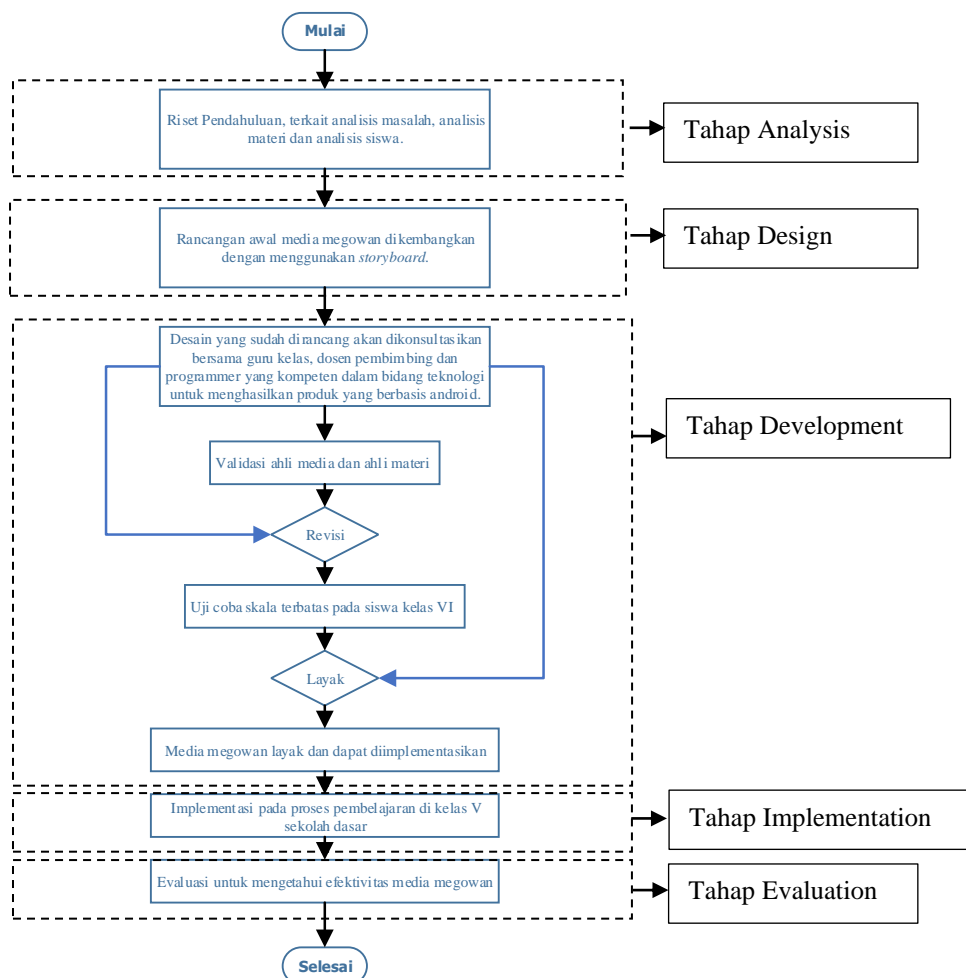 Mulai
Riset Pendahuluan, terkait analisis masalah, analisis
materi dan analisis siswa.
Tahap Analysis
Rancangan awal media megowan dikembangkan
dengan menggunakan storyboard.
Tahap Design
Desain yang sudah dirancang akan dikonsultasikan
bersama guru kelas, dosen pembimbing dan
programmer yang kompeten dalam bidang teknologi
untuk menghasilkan produk yang berbasis android.
Tahap Development
Validasi ahli media dan ahli materi
Revisi
Uji coba skala terbatas pada siswa kelas VI
Layak
Media megowan layak dan dapat diimplementasikan
Implementasi pada proses pembelajaran di kelas V
sekolah dasar
Tahap Implementation
Evaluasi untuk mengetahui efektivitas media megowan
Tahap Evaluation
Selesai